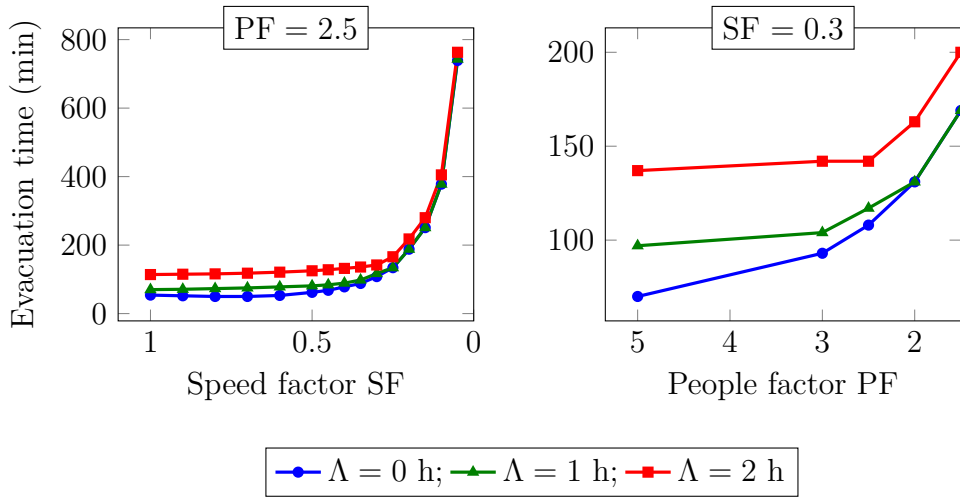 PF = 2.5
SF = 0.3
Evacuation time (min)
800
600
400
200
0
1
0.5
0
Speed factor SF
200
150
100
5
4
3
2
People factor PF
Λ = 0 h; Λ = 1 h; Λ = 2 h